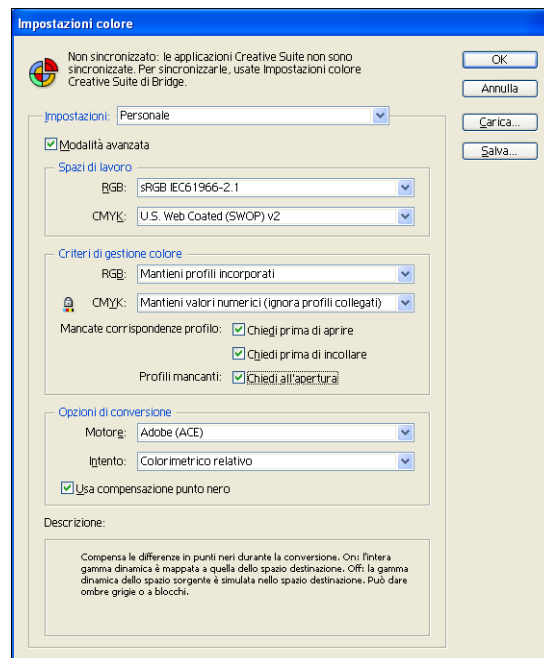 Impostazioni colore
Non sincronizzato: le applicazioni Creative Suite non sono
sincronizzate. Per sincronizzarle, usate Impostazioni colore
Creative Suite di Bridge.
OK
Annulla
Carica...
Salva...
Impostazioni: Personale
Modalità avanzata
Spazi di lavoro
RGB: sRGB IEC61966-2.1
CMYK: U.S. Web Coated (SWOP) v2
Criteri di gestione colore
RGB: Mantieni profili incorporati
CMYK: Mantieni valori numerici (ignora profili collegati)
Mancate corrispondenze profilo: Chiedi prima di aprire
Chiedi prima di incollare
Profili mancanti: Chiedi all'apertura
Opzioni di conversione
Motore: Adobe (ACE)
Intento: Colorimetrico relativo
Usa compensazione punto nero
Descrizione:
Compensa le differenze in punti neri durante la conversione. On: l'intera
gamma dinamica è mappata a quella dello spazio destinazione. Off: la gamma
dinamica dello spazio sorgente è simulata nello spazio destinazione. Può dare
ombre grigie o a blocchi.